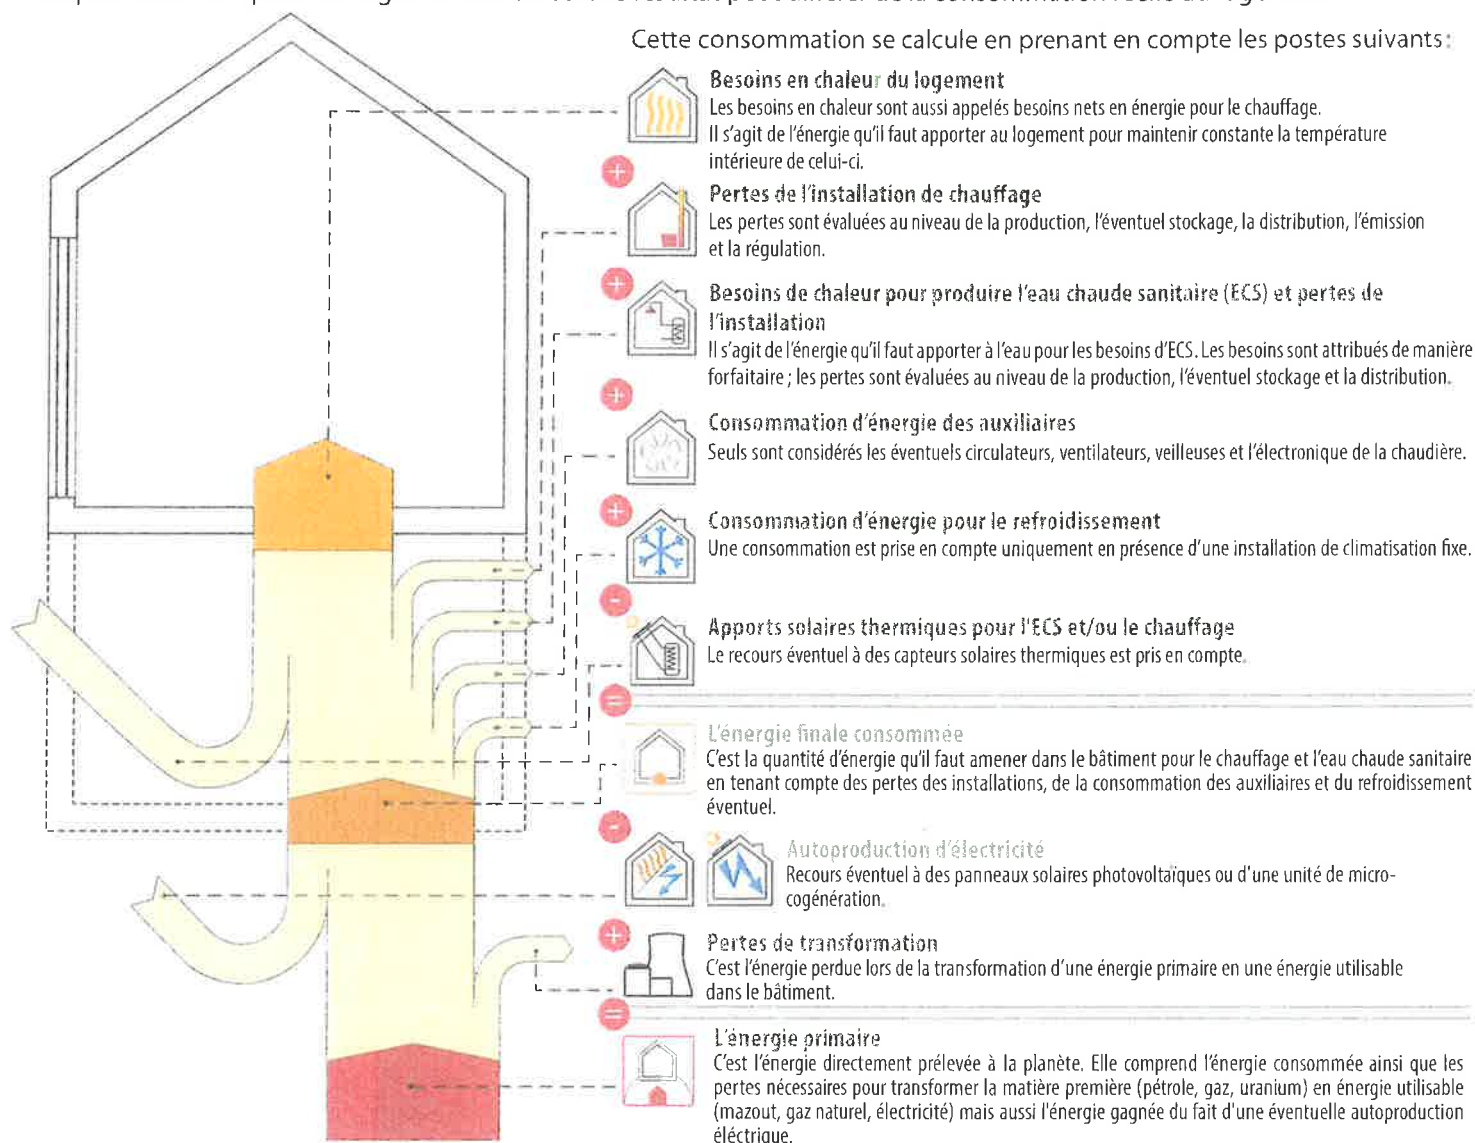 Cette consommation se calcule en prenant en compte les postes suivants :
Besoins en chaleur du logement
Les besoins en chaleur sont aussi appelés besoins nets en énergie pour le chauffage.
Il s'agit de l'énergie qu'il faut apporter au logement pour maintenir constante la température
intérieure de celui-ci.
+
Pertes de l'installation de chauffage
Les pertes sont évaluées au niveau de la production, l'éventuel stockage, la distribution, l'émission
et la régulation.
+
Besoins de chaleur pour produire l'eau chaude sanitaire (ECS) et pertes de
l'installation
Il s'agit de l'énergie qu'il faut apporter à l'eau pour les besoins d'ECS. Les besoins sont attribués de manière
forfaitaire ; les pertes sont évaluées au niveau de la production, l'éventuel stockage et la distribution.
+
Consommation d'énergie des auxiliaires
Seuls sont considérés les éventuels circulateurs, ventilateurs, veilleuses et l'électronique de la chaudière.
+
Consommation d'énergie pour le refroidissement
Une consommation est prise en compte uniquement en présence d'une installation de climatisation fixe.
-
Apports solaires thermiques pour l'ECS et/ou le chauffage
Le recours éventuel à des capteurs solaires thermiques est pris en compte.
=
L'énergie finale consommée
C'est la quantité d'énergie qu'il faut amener dans le bâtiment pour le chauffage et l'eau chaude sanitaire
en tenant compte des pertes des installations, de la consommation des auxiliaires et du refroidissement
éventuel.
-
Autoproduction d'électricité
Recours éventuel à des panneaux solaires photovoltaïques ou d'une unité de micro-
cogénération.
+
Pertes de transformation
C'est l'énergie perdue lors de la transformation d'une énergie primaire en une énergie utilisable
dans le bâtiment.
=
L'énergie primaire
C'est l'énergie directement prélevée à la planète. Elle comprend l'énergie consommée ainsi que les
pertes nécessaires pour transformer la matière première (pétrole, gaz, uranium) en énergie utilisable
(mazout, gaz naturel, électricité) mais aussi l'énergie gagnée du fait d'une éventuelle autoproduction
éléctrique.